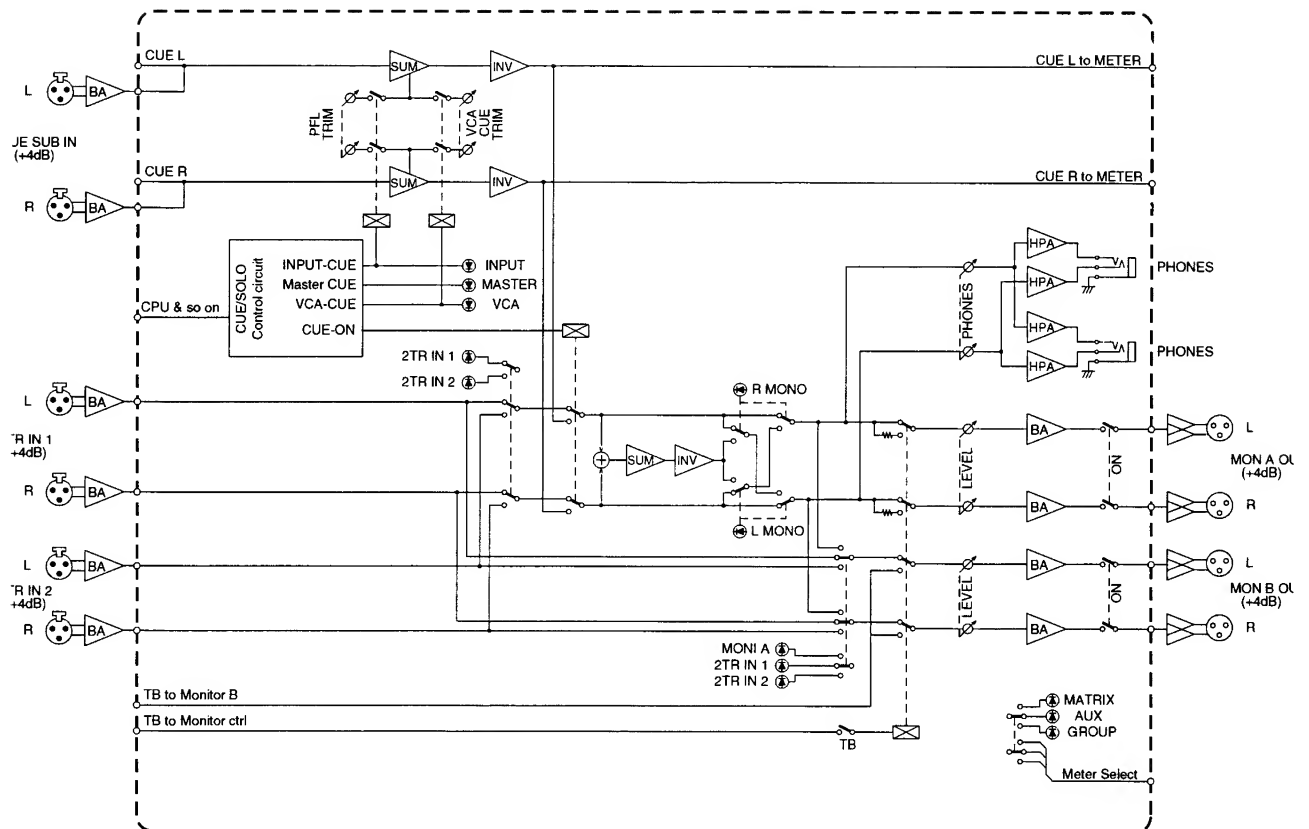 CUE L
CUE L to METER
SUM
INV
L
BA
PFL
TRIM
VCA
CUE
TRIM
JE SUB IN
(+4dB)
CUE R
CUE R to METER
SUM
INV
R
BA
CUE/SOLO
Control circuit
INPUT-CUE
INPUT
Master CUE
MASTER
VCA-CUE
VCA
CUE-ON
CPU & so on
HPA
PHONES
HPA
PHONES
HPA
PHONES
HPA
2TR IN 1
2TR IN 2
L
BA
R MONO
BA
L
TR IN 1
+4dB)
SUM
INV
LEVEL
ON
MON A OU
(+4dB)
R
BA
L MONO
BA
R
L
BA
BA
L
TR IN 2
+4dB)
LEVEL
ON
MON B OU
(+4dB)
R
BA
BA
R
MONI A
2TR IN 1
2TR IN 2
TB to Monitor B
TB to Monitor ctrl
TB
MATRIX
AUX
GROUP
Meter Select